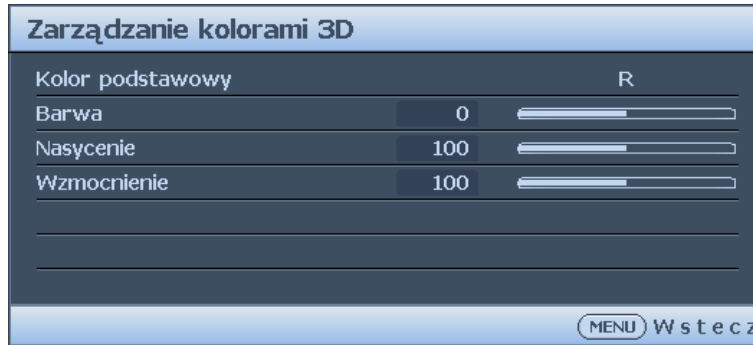 Zarządzanie kolorami 3D
Kolor podstawowy R
Barwa 0
Nasycenie 100
Wzmocnienie 100
MENU Wstecz